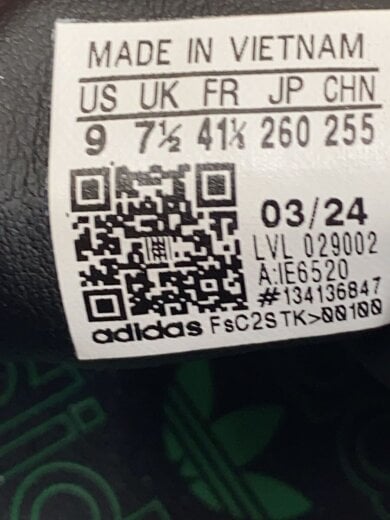 MADE IN VIETNAM
US UK FR JP CHN
9 7½ 41⅓ 260 255
03/24
LVL 029002
A:IE6520
#134136847
adidas FsC2STK>00100